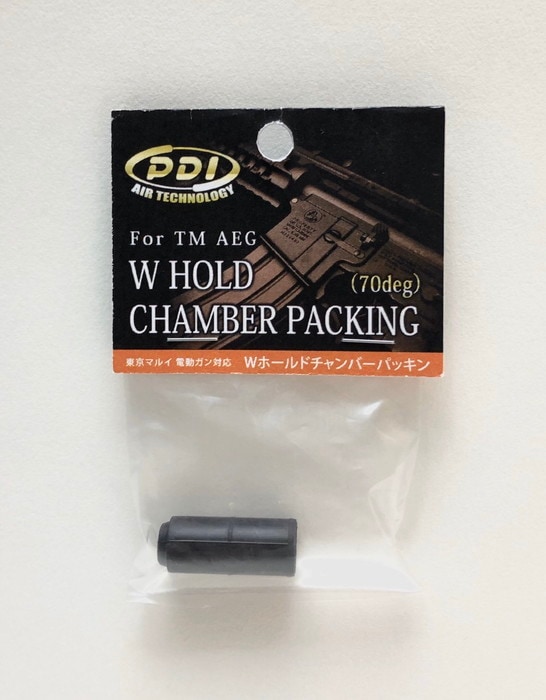 PDI
AIR TECHNOLOGY
For TM AEG
W HOLD
(70deg)
CHAMBER PACKING
東京マルイ 電動ガン対応 Wホールドチャンバーパッキン